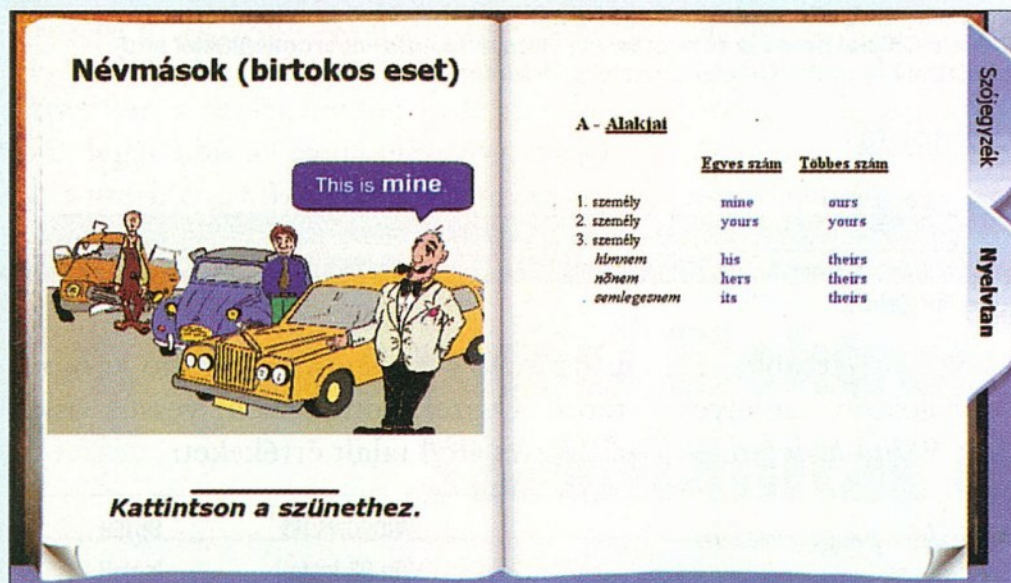 Névmások (birtokos eset)
This is mine.
Kattintson a szünethez.
A - Alakjai
Egyes szám Többes szám
1. személy mine ours
2. személy yours yours
3. személy
hímnem his theirs
nőnem hers theirs
semlegesnem its theirs
Szójegyzék
Nyelvtan